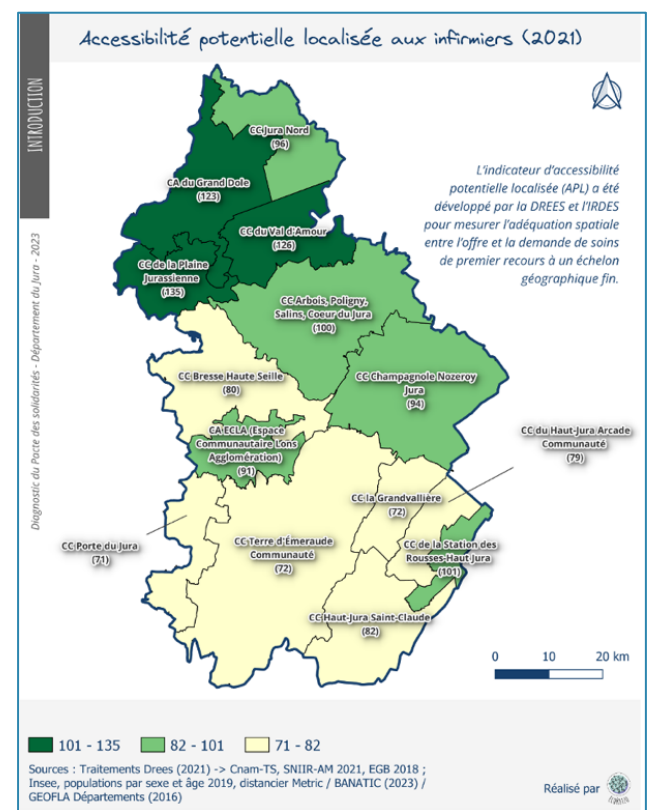 Accessibilité potentielle localisée aux infirmiers (2021)
INTRODUCTION
Diagnostic du Pacte des solidarités - Département du Jura - 2023
L'indicateur d'accessibilité
potentielle localisée (APL) a été
développé par la DREES et l'IRDES
pour mesurer l'adéquation spatiale
entre l'offre et la demande de soins
de premier recours à un échelon
géographique fin.
CC Jura Nord
(96)
CA du Grand Dole
(123)
CC du Val d'Amour
(126)
CC de la Plaine
Jurassienne
(135)
CC Arbois, Poligny,
Salins, Coeur du Jura
(100)
CC Bresse Haute Seille
(80)
CC Champagnole Nozeroy
Jura
(94)
CA ECLA (Espace
Communautaire Lons
Agglomération)
(91)
CC du Haut-Jura Arcade
Communauté
(79)
CC la Grandvallière
(72)
CC Porte du Jura
(71)
CC Terre d'Émeraude
Communauté
(72)
CC de la Station des
Rousses-Haut Jura
(101)
CC Haut-Jura Saint-Claude
(82)
0 10 20 km
101 - 135
82 - 101
71 - 82
Sources : Traitements Drees (2021) -> Cnam-TS, SNIIR-AM 2021, EGB 2018 ;
Insee, populations par sexe et âge 2019, distancier Metric / BANATIC (2023) /
GEOFLA Départements (2016)
Réalisé par